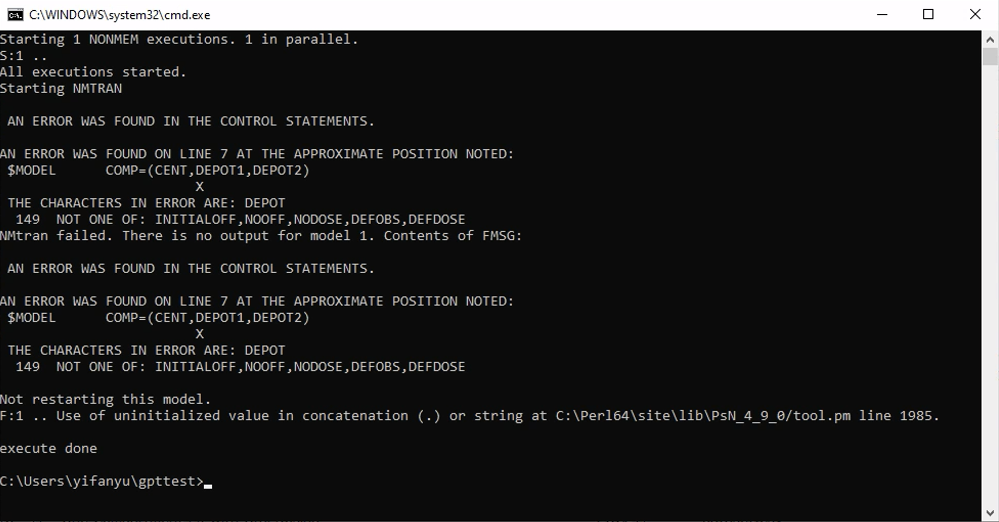 C:\WINDOWS\system32\cmd.exe
Starting 1 NONMEM executions. 1 in parallel.
S:1 ..
All executions started.
Starting NMTRAN
AN ERROR WAS FOUND IN THE CONTROL STATEMENTS.
AN ERROR WAS FOUND ON LINE 7 AT THE APPROXIMATE POSITION NOTED:
$MODEL      COMP=(CENT,DEPOT1,DEPOT2)
X
THE CHARACTERS IN ERROR ARE: DEPOT
149  NOT ONE OF: INITIALOFF,NOOFF,NODOSE,DEFOBS,DEFDOSE
NMtran failed. There is no output for model 1. Contents of FMSG:
AN ERROR WAS FOUND IN THE CONTROL STATEMENTS.
AN ERROR WAS FOUND ON LINE 7 AT THE APPROXIMATE POSITION NOTED:
$MODEL      COMP=(CENT,DEPOT1,DEPOT2)
X
THE CHARACTERS IN ERROR ARE: DEPOT
149  NOT ONE OF: INITIALOFF,NOOFF,NODOSE,DEFOBS,DEFDOSE
Not restarting this model.
F:1 .. Use of uninitialized value in concatenation (.) or string at C:\Perl64\site\lib\PsN_4_9_0/tool.pm line 1985.
execute done
C:\Users\yifanyu\gpttest>